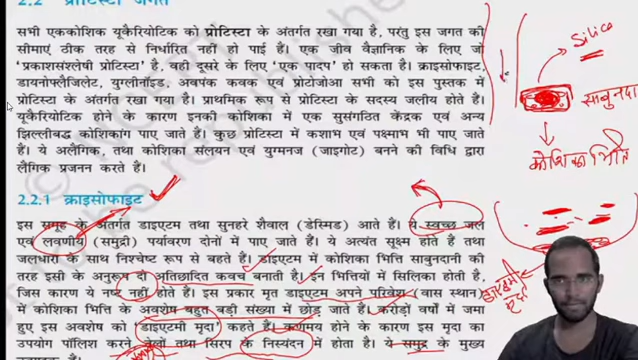 2.2 प्रोटिस्टा जगत
सभी एककोशिक यूकैरियोटिक को प्रोटिस्टा के अंतर्गत रखा गया है, परंतु इस जगत की
सीमाएं ठीक तरह से निर्धारित नहीं हो पाई हैं। एक जीव वैज्ञानिक के लिए जो
'प्रकाशसंश्लेषी प्रोटिस्टा' है, वही दूसरे के लिए 'एक पादप' हो सकता है। क्राइसोफाइट,
डायनोफ्लैजिलेट, युग्लीनॉइड, अवपंक कवक एवं प्रोटोजोआ सभी को इस पुस्तक में
प्रोटिस्टा के अंतर्गत रखा गया है। प्राथमिक रूप से प्रोटिस्टा के सदस्य जलीय होते हैं।
यूकैरियोटिक होने के कारण इनकी कोशिका में एक सुसंगठित केंद्रक एवं अन्य
झिल्लीबद्ध कोशिकांग पाए जाते हैं। कुछ प्रोटिस्टा में कशाभ एवं पक्ष्माभ भी पाए जाते
हैं। ये अलैंगिक, तथा कोशिका संलयन एवं युग्मनज (जाइगोट) बनने की विधि द्वारा
लैंगिक प्रजनन करते हैं।
2.2.1 क्राइसोफाइट
इस समूह के अंतर्गत डाइएटम तथा सुनहरे शैवाल (डेस्मिड) आते हैं। ये स्वच्छ जल
एवं लवणीय (समुद्री) पर्यावरण दोनों में पाए जाते हैं। ये अत्यंत सूक्ष्म होते हैं तथा
जलधारा के साथ निश्चेष्ट रूप से बहते हैं। डाइएटम में कोशिका भित्ति साबुनदानी की
तरह इसी के अनुरूप दो अतिछादित कवच बनाती है। इन भित्तियों में सिलिका होती है,
जिस कारण ये नष्ट नहीं होते हैं। इस प्रकार मृत डाइएटम अपने परिवेश (वास स्थान)
में कोशिका भित्ति के अवशेष बहुत बड़ी संख्या में छोड़ जाते हैं। करोड़ों वर्षों में जमा
हुए इस अवशेष को डाइएटमी मृदा कहते हैं। कणमय होने के कारण इस मृदा का
उपयोग पॉलिश करने, तेलों तथा सिरप के निस्यंदन में होता है। ये समुद्र के मुख्य
Silica
साबुनदा
कोशिका भित्ति